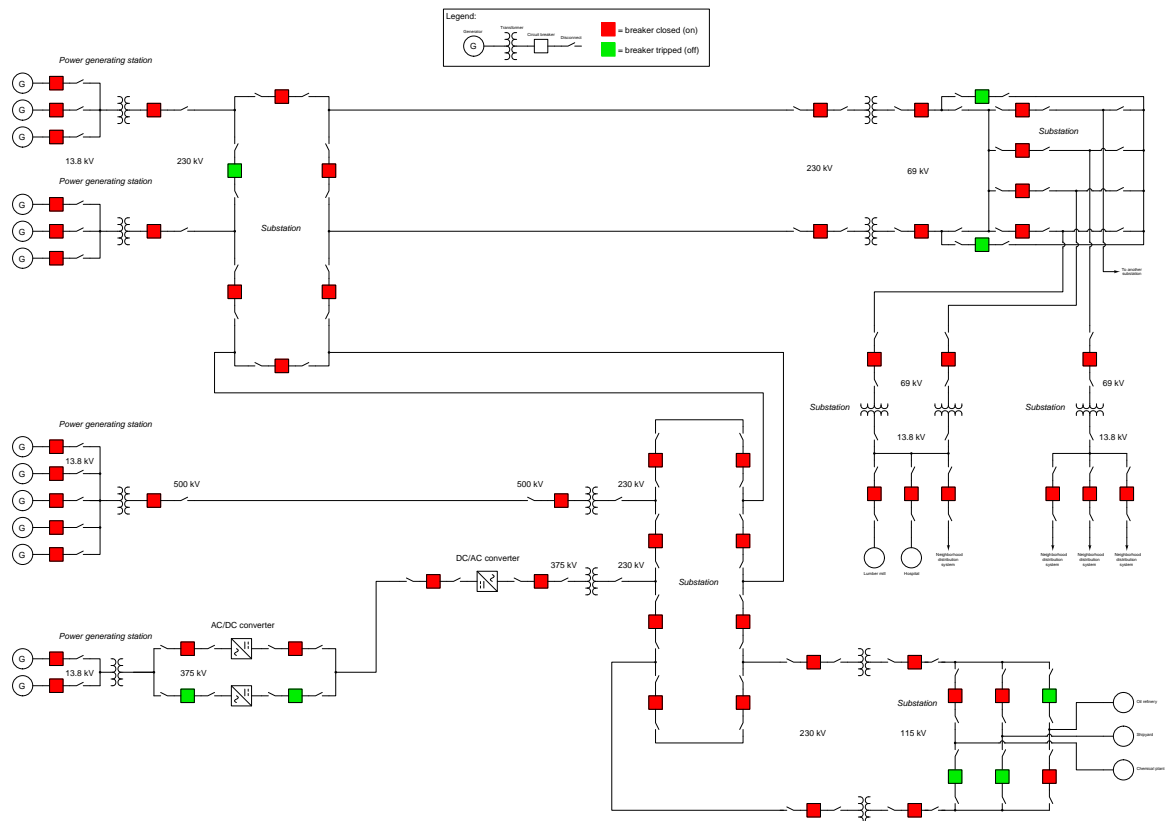 Legend:
Generator
Transformer
Circuit breaker
Disconnect
G
= breaker closed (on)
= breaker tripped (off)
Power generating station
G
G
G
13.8 kV
230 kV
Substation
230 kV
69 kV
Power generating station
G
G
G
Substation
To another
substation
69 kV
69 kV
Substation
Substation
13.8 kV
13.8 kV
Power generating station
G
G
G
G
G
13.8 kV
500 kV
500 kV
230 kV
Lumber mill
Hospital
Neighborhood
distribution
system
Neighborhood
distribution
system
Neighborhood
distribution
system
Neighborhood
distribution
system
DC/AC converter
375 kV
230 kV
Substation
Power generating station
AC/DC converter
G
G
13.8 kV
375 kV
Substation
230 kV
115 kV
Oil refinery
Shipyard
Chemical plant